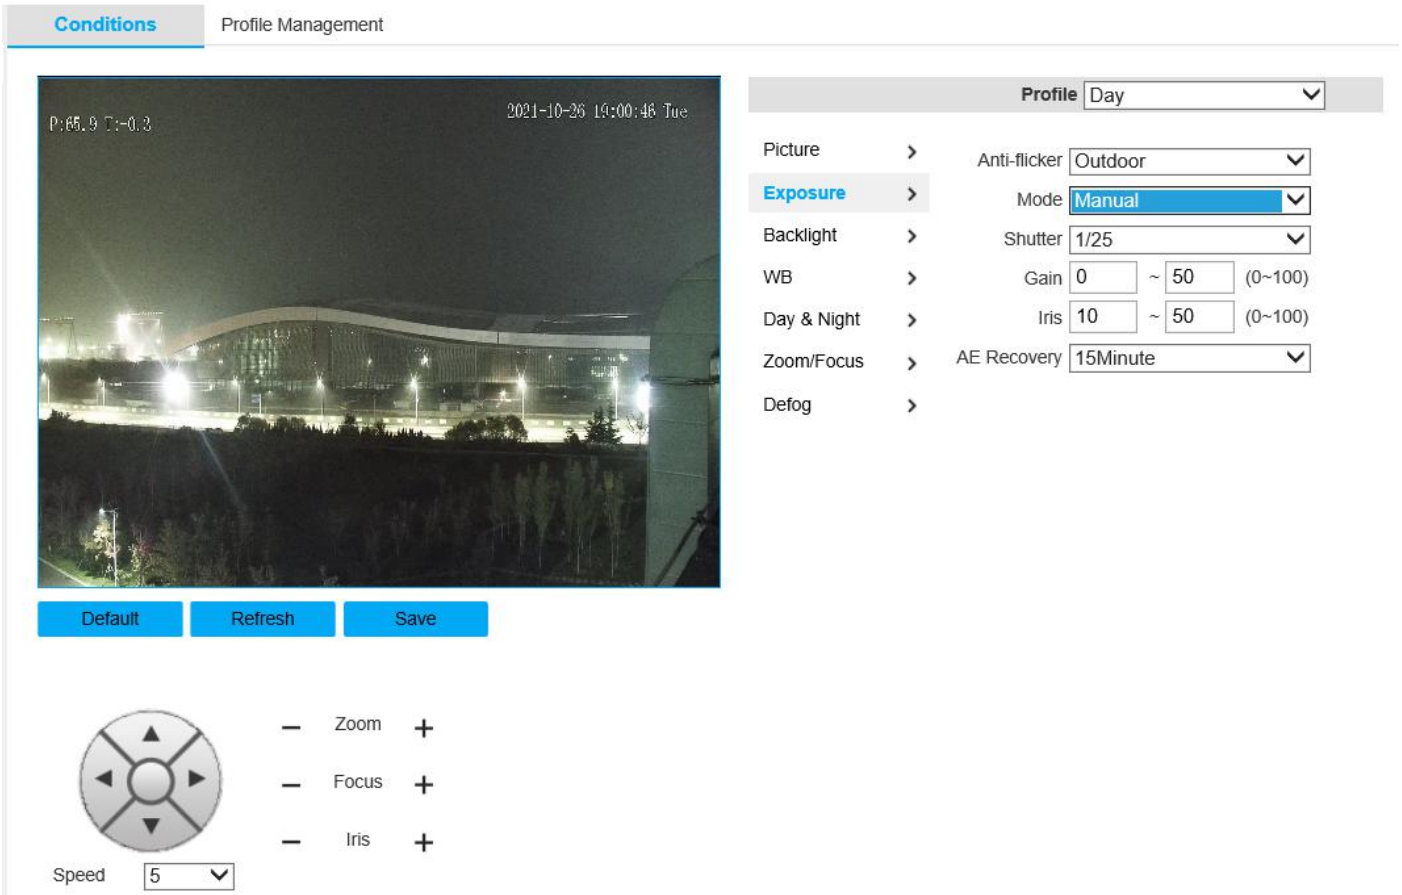 Conditions Profile Management
P:65.9 T:-0.3
2021-10-26 19:00:46 Tue
Default Refresh Save
Zoom
Focus
Iris
Speed 5
Profile Day
Picture
Exposure
Backlight
WB
Day & Night
Zoom/Focus
Defog
Anti-flicker Outdoor
Mode Manual
Shutter 1/25
Gain 0 ~ 50 (0~100)
Iris 10 ~ 50 (0~100)
AE Recovery 15Minute